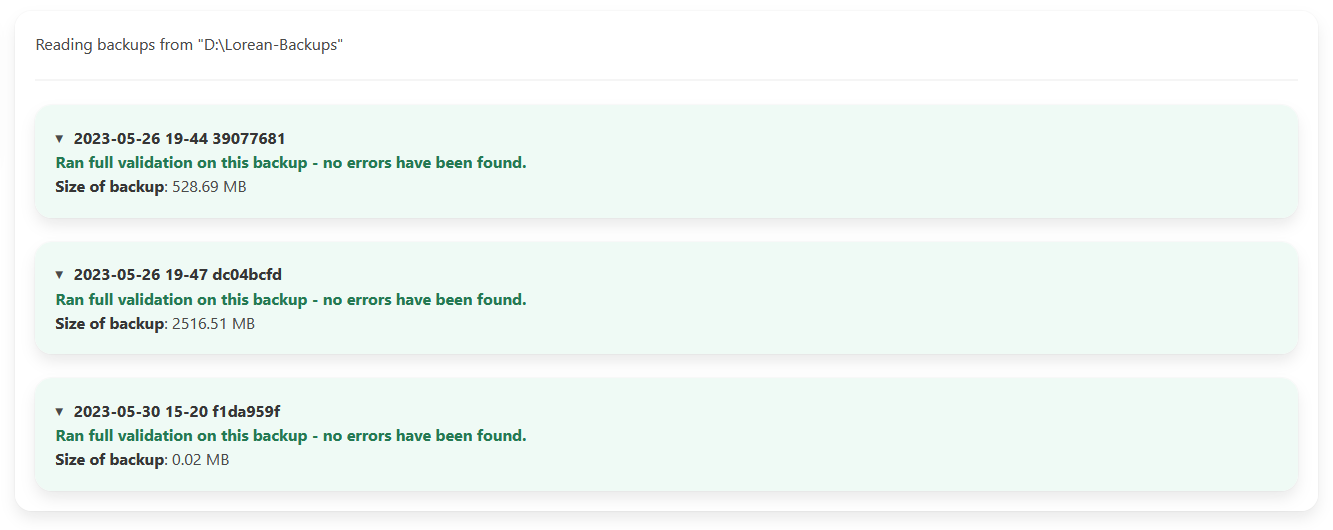 Reading backups from "D:\Lorean-Backups"
▼ 2023-05-26 19-44 39077681
Ran full validation on this backup - no errors have been found.
Size of backup: 528.69 MB
▼ 2023-05-26 19-47 dc04bcfd
Ran full validation on this backup - no errors have been found.
Size of backup: 2516.51 MB
▼ 2023-05-30 15-20 f1da959f
Ran full validation on this backup - no errors have been found.
Size of backup: 0.02 MB